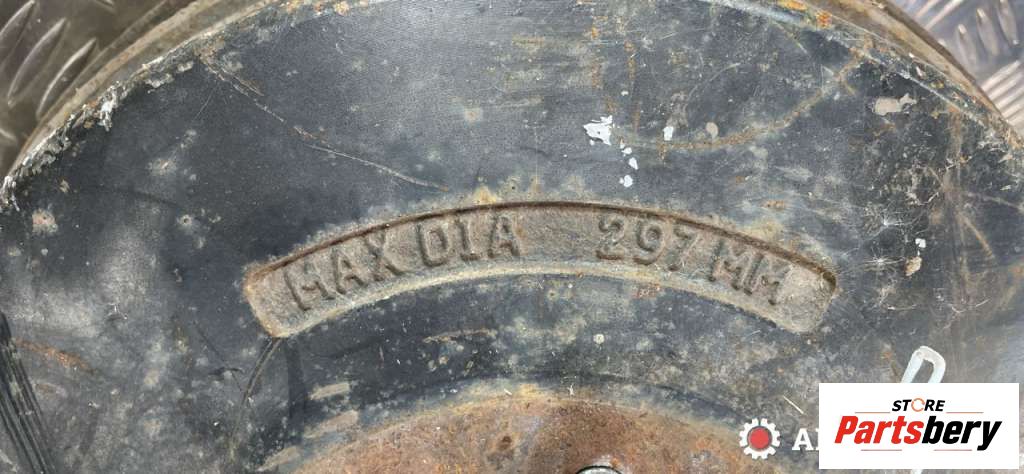 MAX DIA 297 MM
STORE
Partsbery